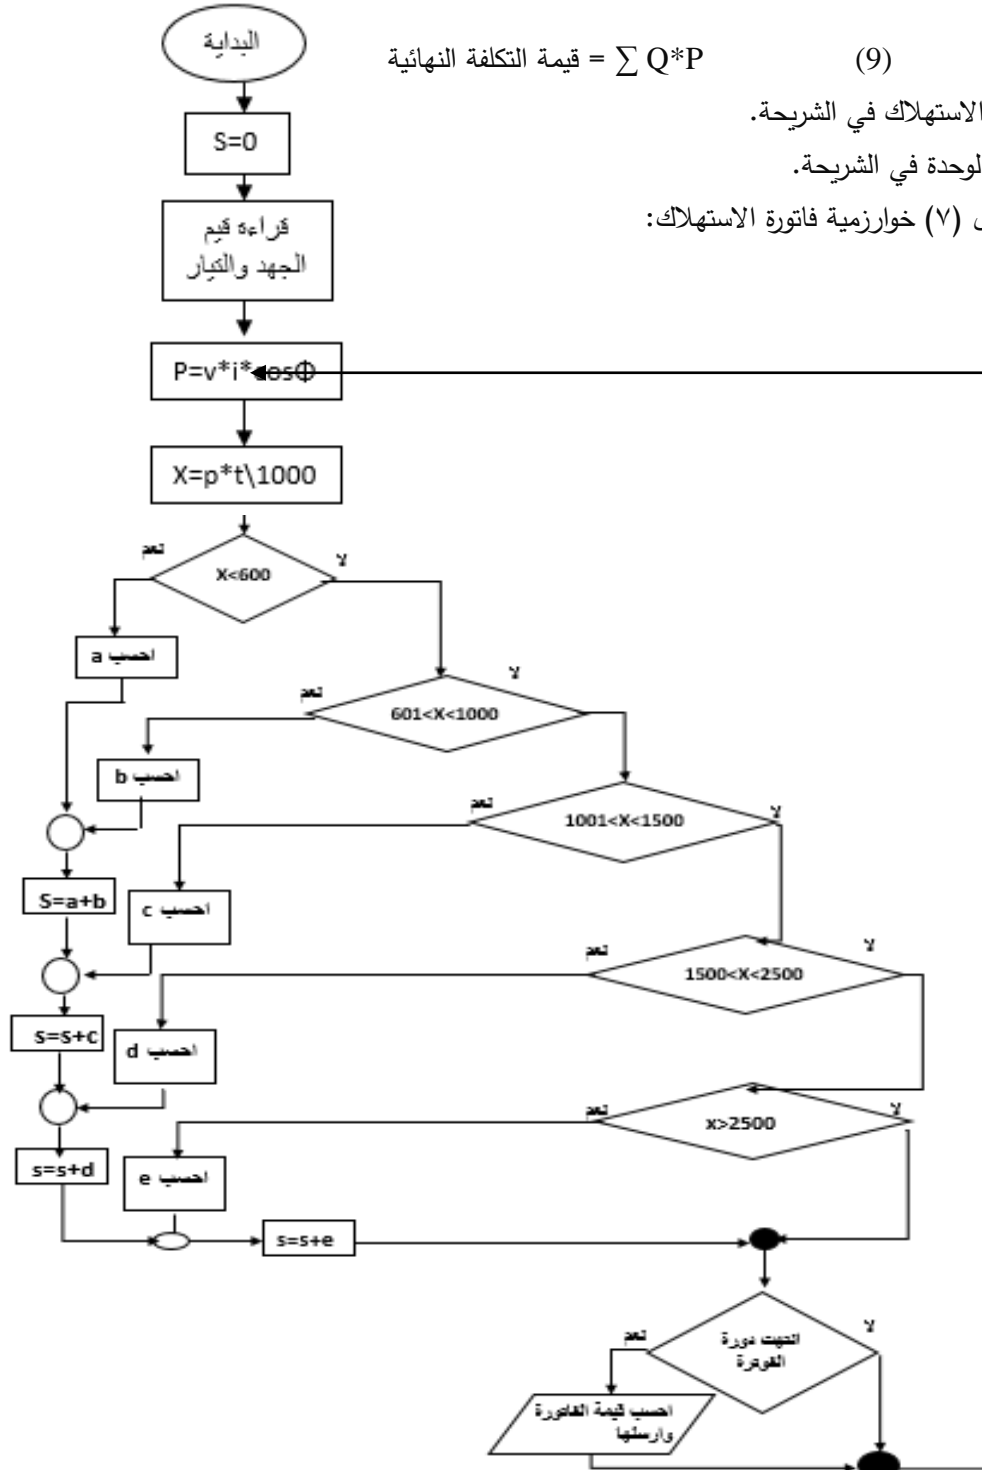 البداية
قيمة التكلفة النهائية = ∑ Q*P (9)
S=0
الاستهلاك في الشريحة.
لوحدة في الشريحة.
(٧) خوارزمية فاتورة الاستهلاك:
قراءة قيم
الجهد والتيار
P=v*i*cosΦ
X=p*t\1000
نعم
لا
X<600
احسب a
نعم
لا
601<X<1000
احسب b
نعم
لا
1001<X<1500
S=a+b
احسب c
نعم
لا
1500<X<2500
s=s+c
احسب d
نعم
لا
x>2500
s=s+d
احسب e
s=s+e
نعم
لا
انتهت دورة
الفوترة
احسب قيمة الفاتورة
وارسلها